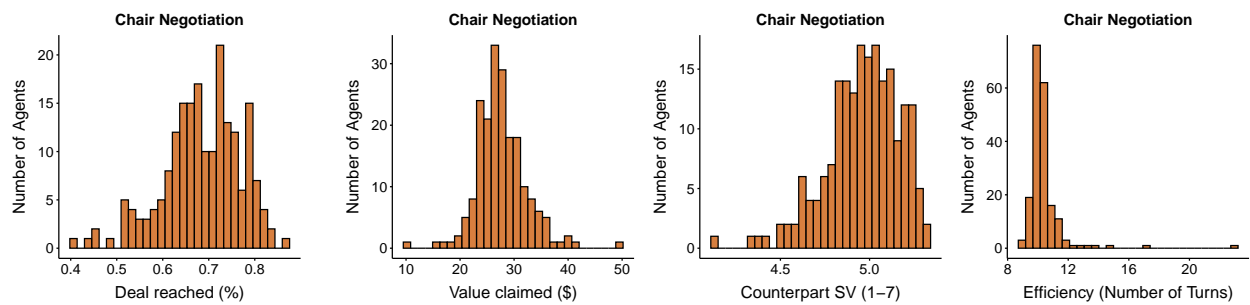 Chair Negotiation
Number of Agents
20
15
10
5
0
0.4 0.5 0.6 0.7 0.8
Deal reached (%)
Chair Negotiation
Number of Agents
30
20
10
0
10 20 30 40 50
Value claimed ($)
Chair Negotiation
Number of Agents
15
10
5
0
4.5 5.0
Counterpart SV (1–7)
Chair Negotiation
Number of Agents
60
40
20
0
8 12 16 20
Efficiency (Number of Turns)